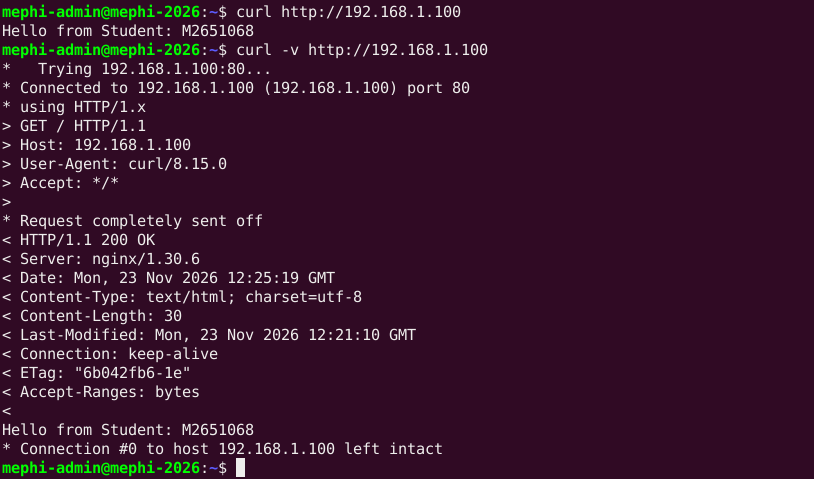 mephi-admin@mephi-2026:~$ curl http://192.168.1.100
Hello from Student: M2651068
mephi-admin@mephi-2026:~$ curl -v http://192.168.1.100
*   Trying 192.168.1.100:80...
* Connected to 192.168.1.100 (192.168.1.100) port 80
* using HTTP/1.x
> GET / HTTP/1.1
> Host: 192.168.1.100
> User-Agent: curl/8.15.0
> Accept: */*
>
* Request completely sent off
< HTTP/1.1 200 OK
< Server: nginx/1.30.6
< Date: Mon, 23 Nov 2026 12:25:19 GMT
< Content-Type: text/html; charset=utf-8
< Content-Length: 30
< Last-Modified: Mon, 23 Nov 2026 12:21:10 GMT
< Connection: keep-alive
< ETag: "6b042fb6-1e"
< Accept-Ranges: bytes
<
Hello from Student: M2651068
* Connection #0 to host 192.168.1.100 left intact
mephi-admin@mephi-2026:~$